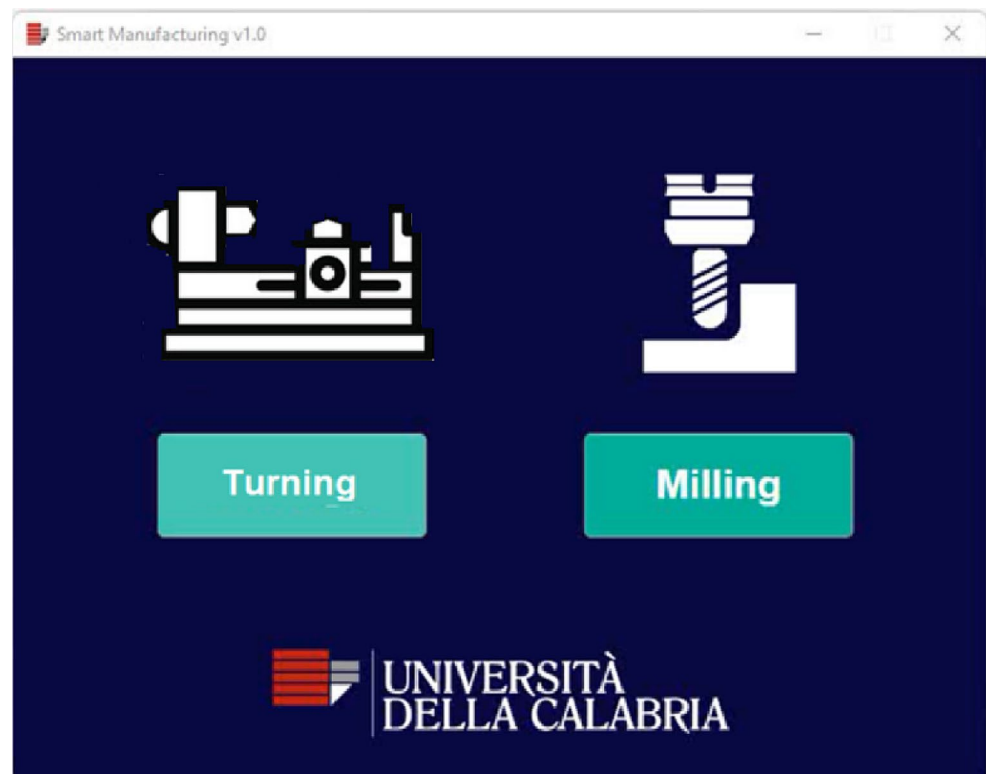 Smart Manufacturing v1.0
Turning
Milling
UNIVERSITÀ
DELLA CALABRIA